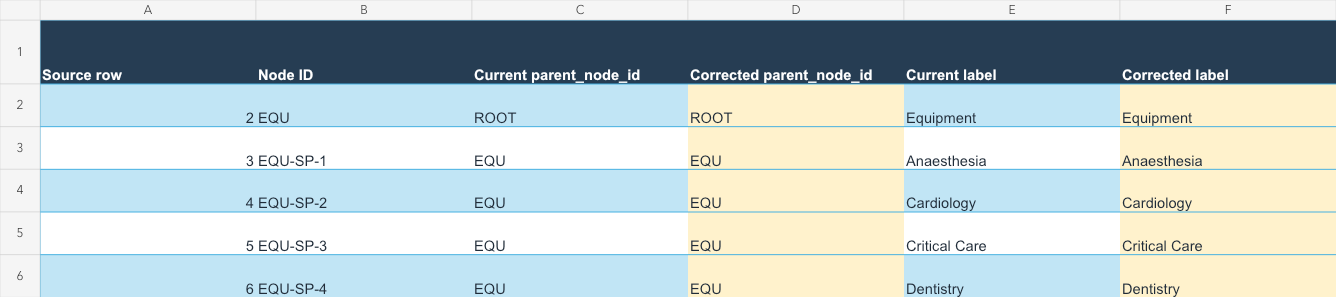 A B C D E F
1 Source row Node ID Current parent_node_id Corrected parent_node_id Current label Corrected label
2 2 EQU ROOT ROOT Equipment Equipment
3 3 EQU-SP-1 EQU EQU Anaesthesia Anaesthesia
4 4 EQU-SP-2 EQU EQU Cardiology Cardiology
5 5 EQU-SP-3 EQU EQU Critical Care Critical Care
6 6 EQU-SP-4 EQU EQU Dentistry Dentistry